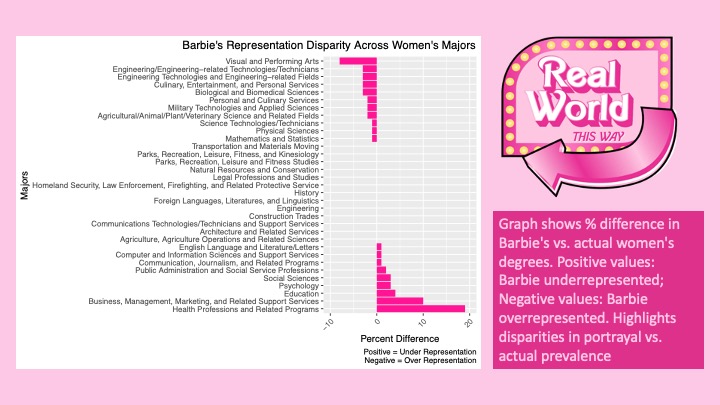 Barbie's Representation Disparity Across Women's Majors
Visual and Performing Arts
Engineering/Engineering-related Technologies/Technicians
Engineering Technologies and Engineering-related Fields
Culinary, Entertainment, and Personal Services
Biological and Biomedical Sciences
Personal and Culinary Services
Military Technologies and Applied Sciences
Agricultural/Animal/Plant/Veterinary Science and Related Fields
Science Technologies/Technicians
Physical Sciences
Mathematics and Statistics
Transportation and Materials Moving
Parks, Recreation, Leisure, Fitness, and Kinesiology
Parks, Recreation, Leisure and Fitness Studies
Natural Resources and Conservation
Legal Professions and Studies
Homeland Security, Law Enforcement, Firefighting, and Related Protective Service
History
Foreign Languages, Literatures, and Linguistics
Engineering
Construction Trades
Communications Technologies/Technicians and Support Services
Architecture and Related Services
Agriculture, Agriculture Operations and Related Sciences
English Language and Literature/Letters
Computer and Information Sciences and Support Services
Communication, Journalism, and Related Programs
Public Administration and Social Service Professions
Social Sciences
Psychology
Education
Business, Management, Marketing, and Related Support Services
Health Professions and Related Programs
Majors
-10
0
10
20
Percent Difference
Positive = Under Representation
Negative = Over Representation
Real
World
THIS WAY
Graph shows % difference in
Barbie's vs. actual women's
degrees. Positive values:
Barbie underrepresented;
Negative values: Barbie
overrepresented. Highlights
disparities in portrayal vs.
actual prevalence